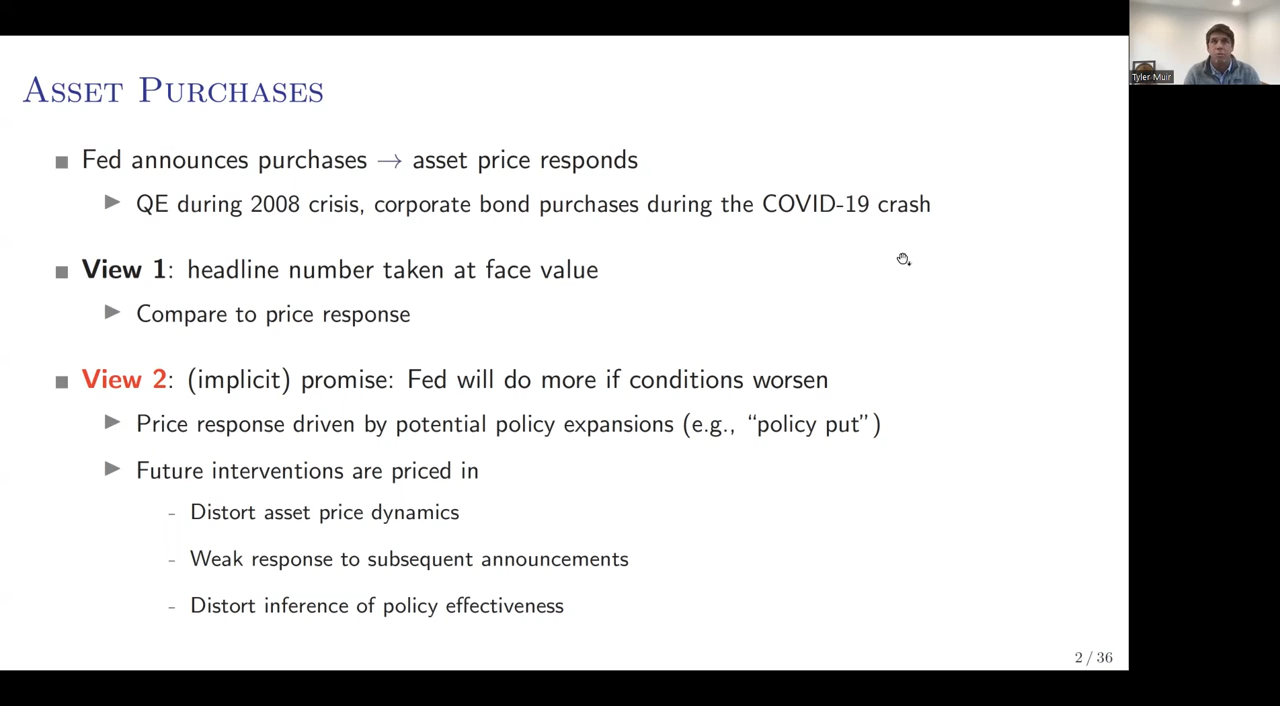 Asset Purchases
Tyler Muir
Fed announces purchases → asset price responds
QE during 2008 crisis, corporate bond purchases during the COVID-19 crash
View 1: headline number taken at face value
Compare to price response
View 2: (implicit) promise: Fed will do more if conditions worsen
Price response driven by potential policy expansions (e.g., “policy put”)
Future interventions are priced in
- Distort asset price dynamics
- Weak response to subsequent announcements
- Distort inference of policy effectiveness
2 / 36